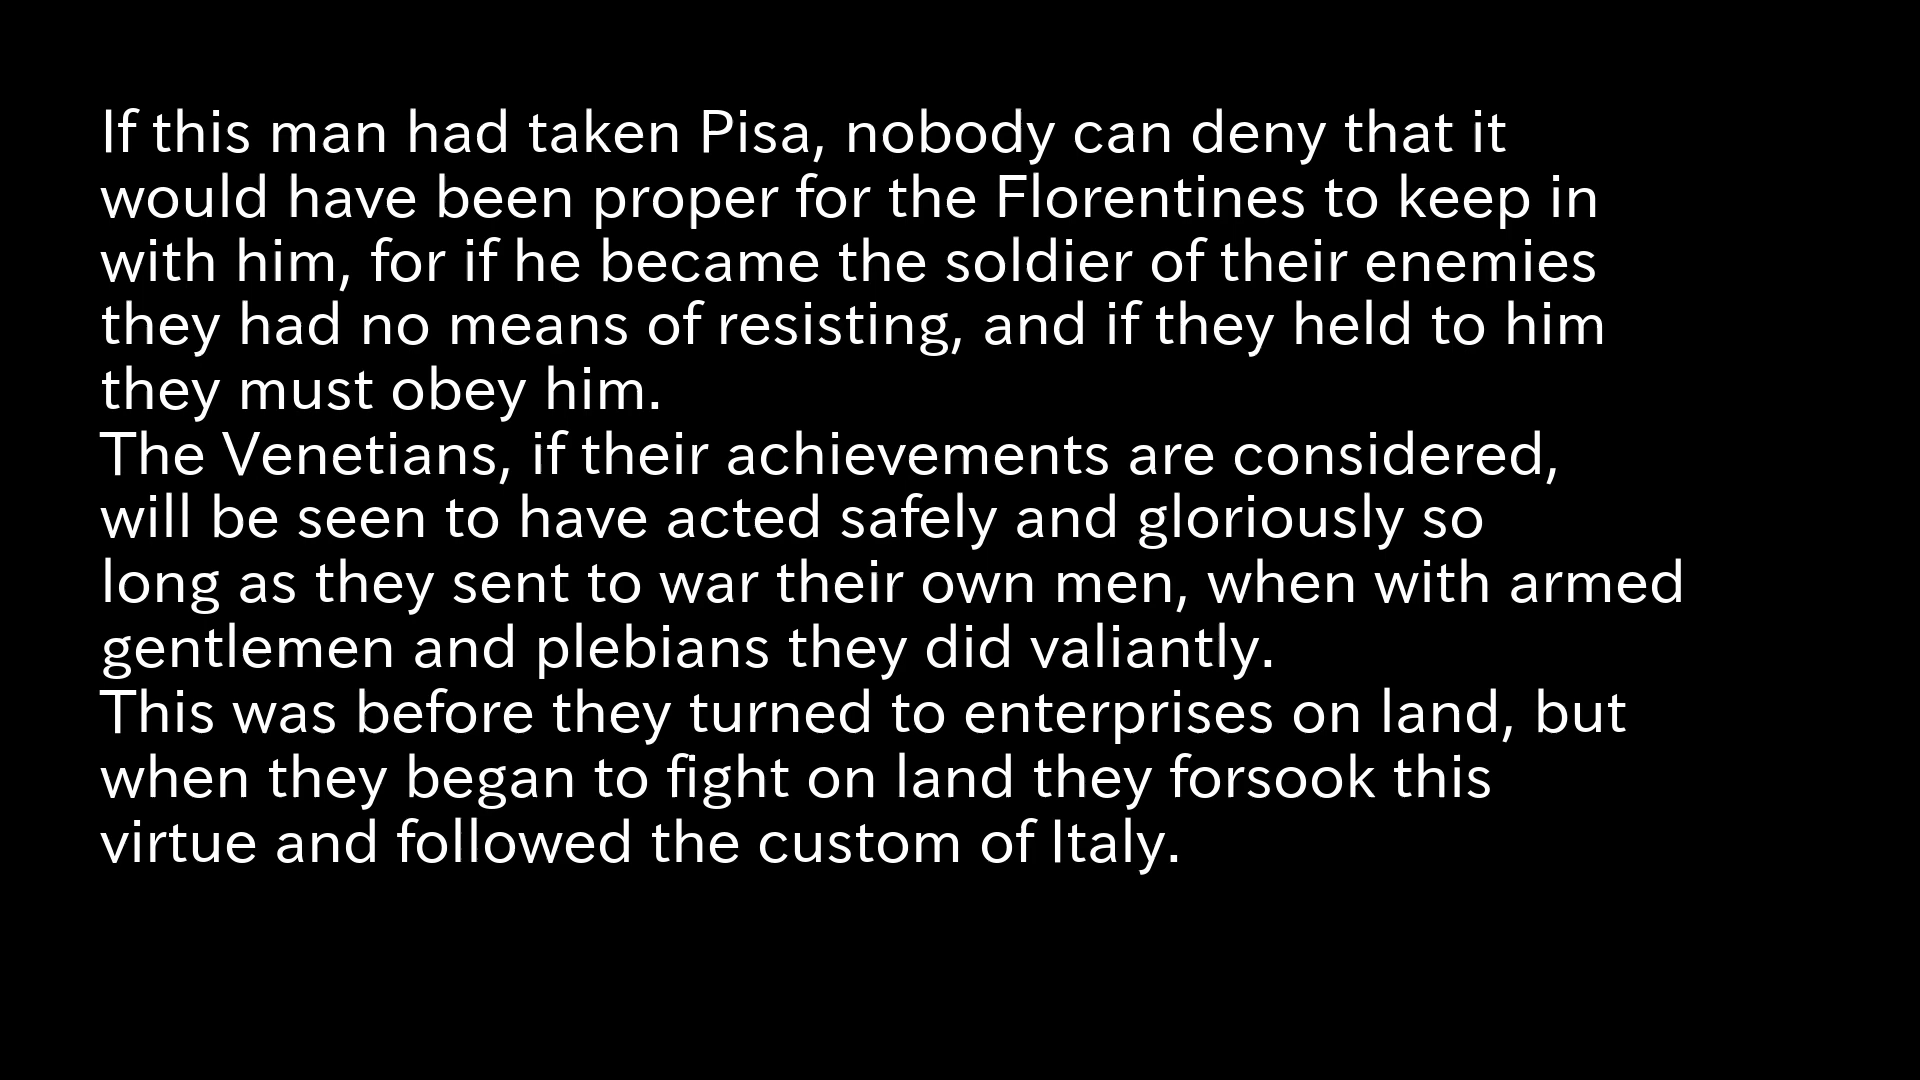 If this man had taken Pisa, nobody can deny that it
would have been proper for the Florentines to keep in
with him, for if he became the soldier of their enemies
they had no means of resisting, and if they held to him
they must obey him.
The Venetians, if their achievements are considered,
will be seen to have acted safely and gloriously so
long as they sent to war their own men, when with armed
gentlemen and plebians they did valiantly.
This was before they turned to enterprises on land, but
when they began to fight on land they forsook this
virtue and followed the custom of Italy.